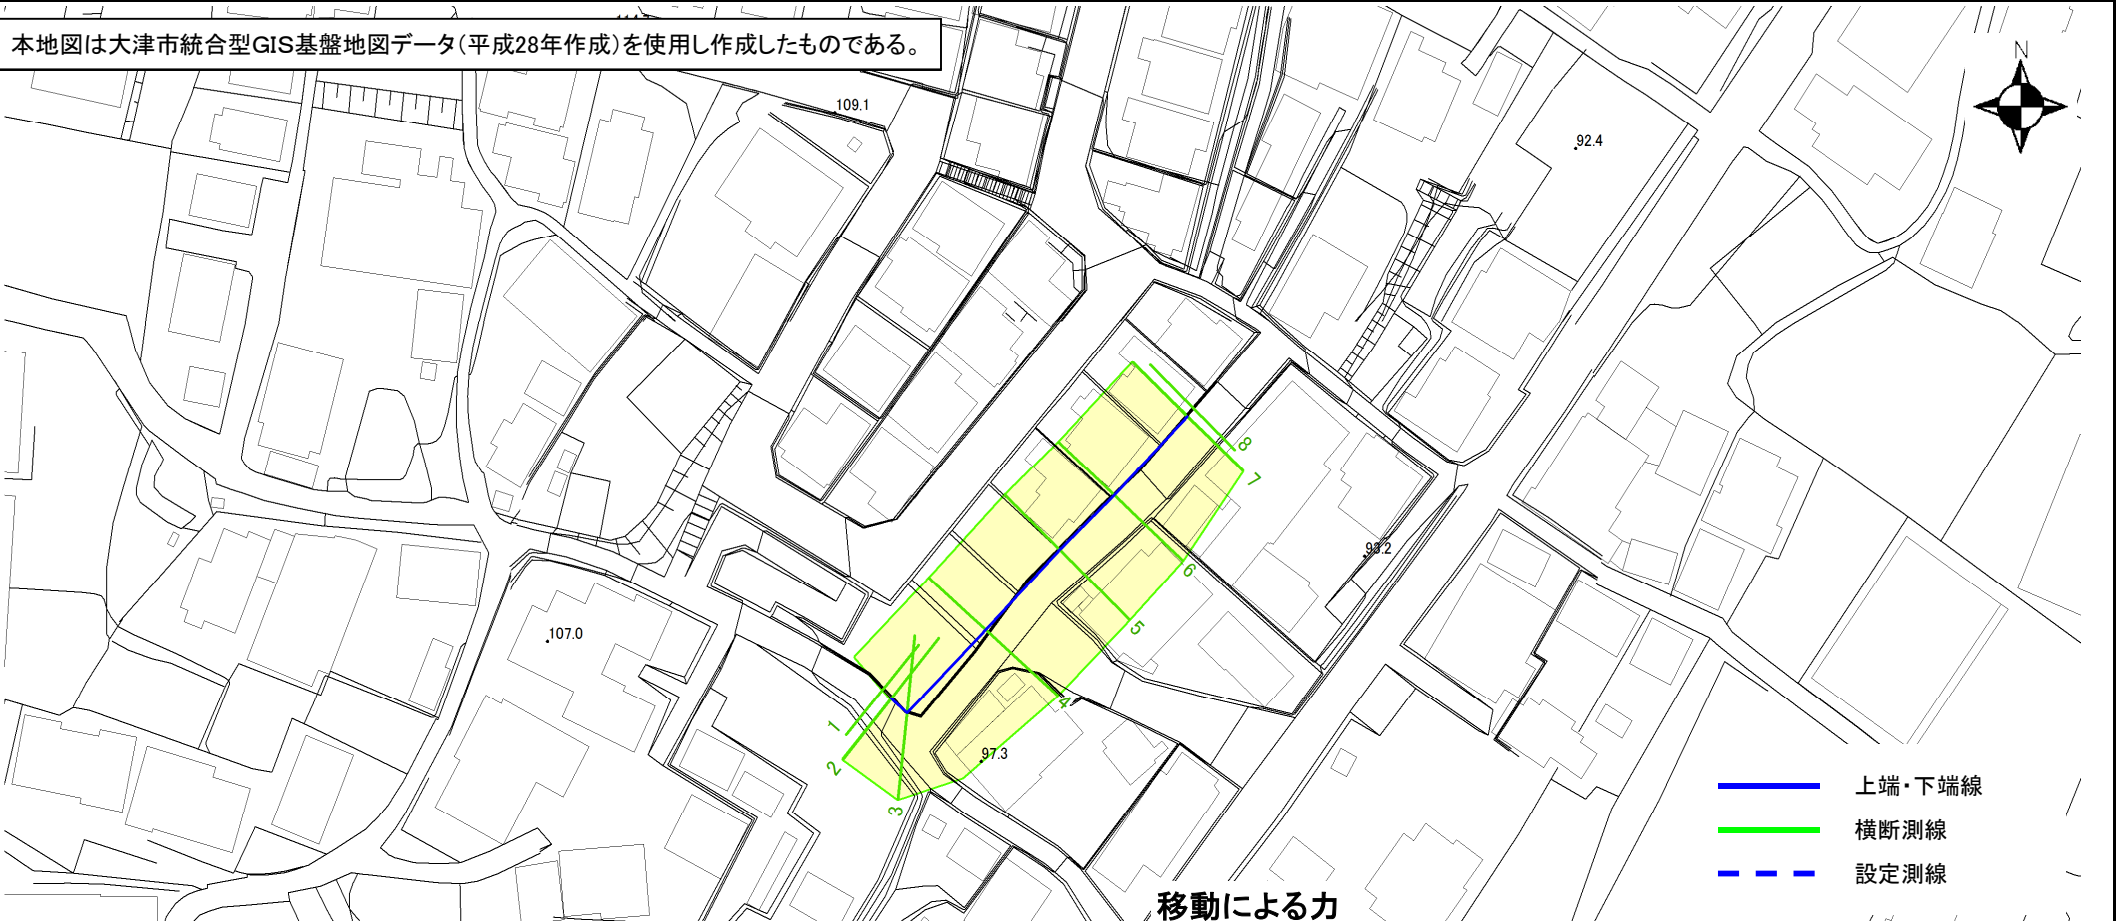 本地図は大津市統合型GIS基盤地図データ(平成28年作成)を使用し作成したものである。
N
109.1
92.4
8
7
93.2
6
5
107.0
4
1
97.3
2
3
上端・下端線
横断測線
設定測線
移動による力